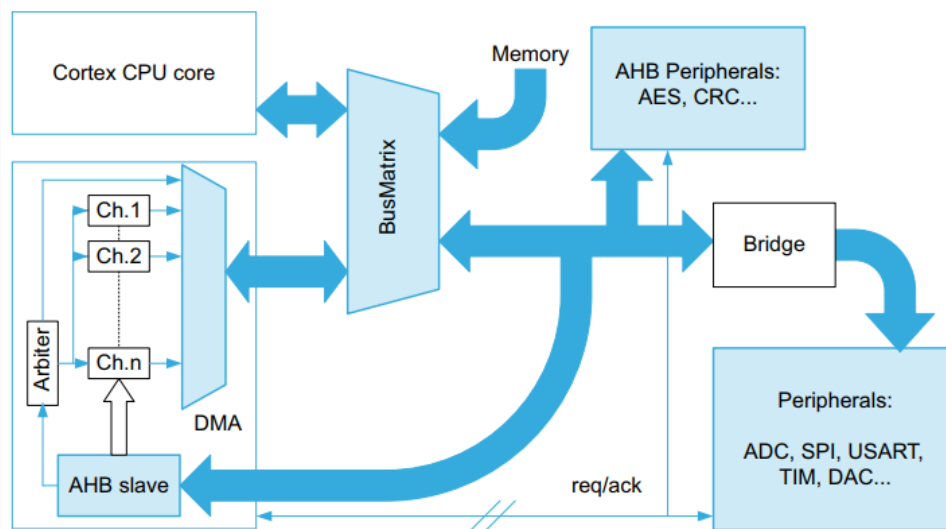 Cortex CPU core
Memory
AHB Peripherals:
AES, CRC...
BusMatrix
Ch.1
Ch.2
Ch.n
Arbiter
DMA
AHB slave
Bridge
Peripherals:
ADC, SPI, USART,
TIM, DAC...
req/ack